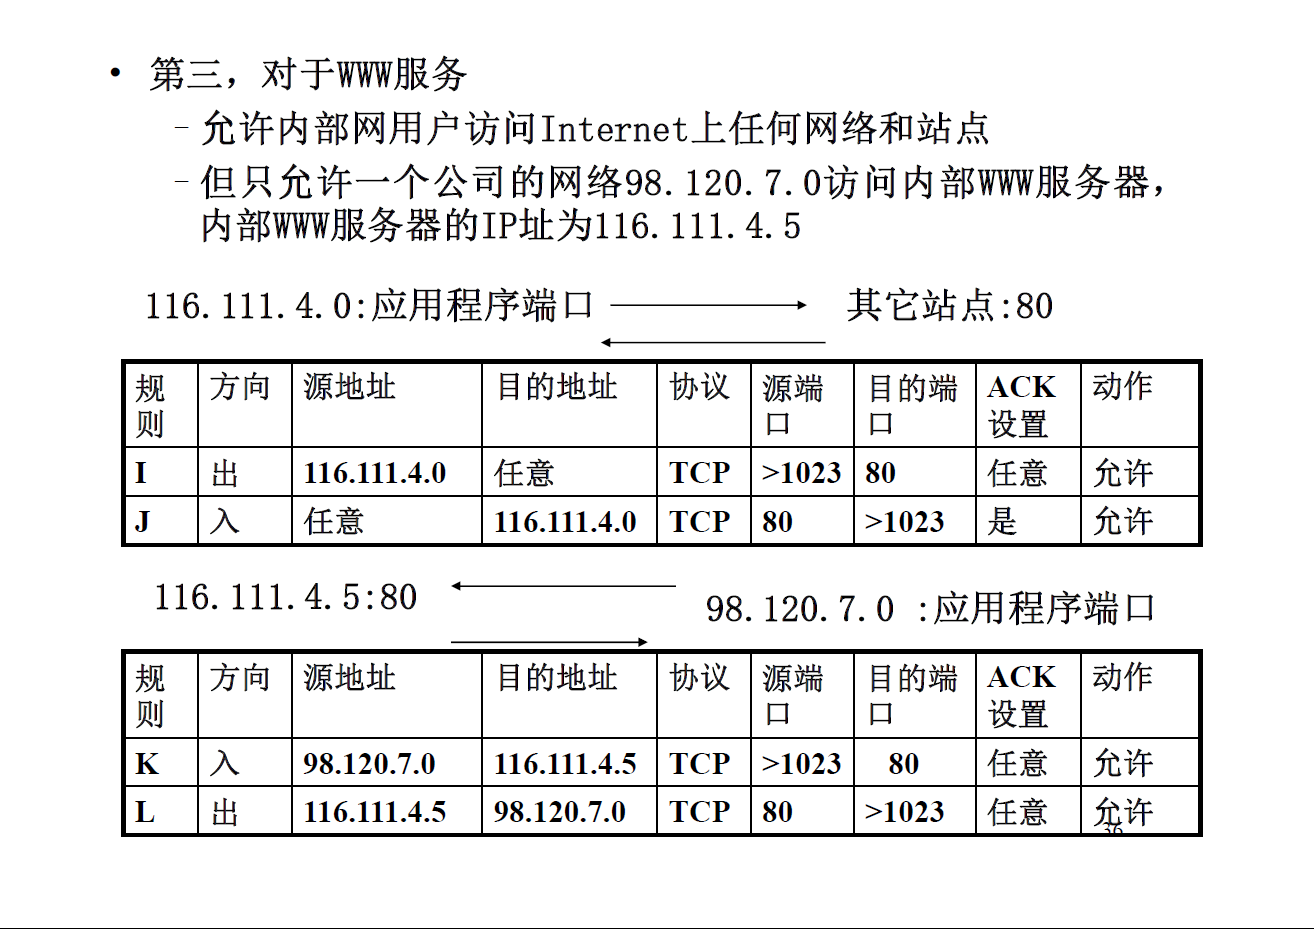 • 第三，对于WWW服务
–允许内部网用户访问Internet上任何网络和站点
–但只允许一个公司的网络98.120.7.0访问内部WWW服务器，
内部WWW服务器的IP址为116.111.4.5
116.111.4.0:应用程序端口 其它站点:80
规则 方向 源地址 目的地址 协议 源端口 目的端口 ACK设置 动作
I 出 116.111.4.0 任意 TCP >1023 80 任意 允许
J 入 任意 116.111.4.0 TCP 80 >1023 是 允许
116.111.4.5:80 98.120.7.0 :应用程序端口
规则 方向 源地址 目的地址 协议 源端口 目的端口 ACK设置 动作
K 入 98.120.7.0 116.111.4.5 TCP >1023 80 任意 允许
L 出 116.111.4.5 98.120.7.0 TCP 80 >1023 任意 允许
36